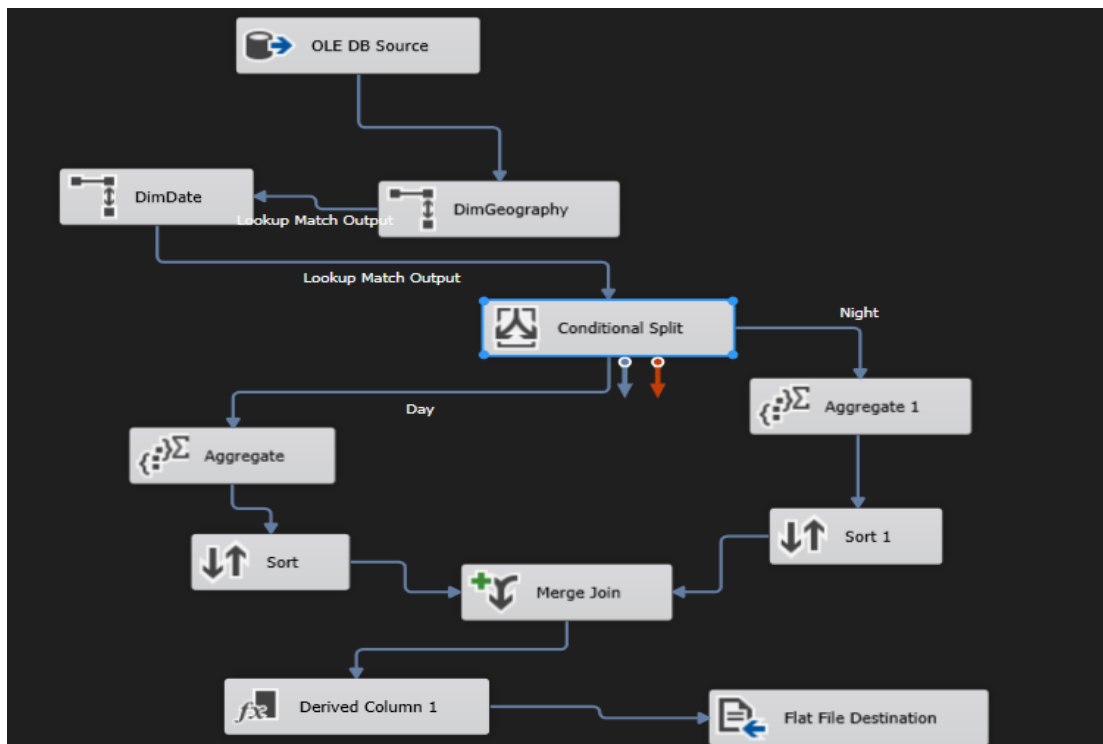 OLE DB Source
DimDate
DimGeography
Lookup Match Output
Lookup Match Output
Conditional Split
Night
Day
Aggregate 1
Aggregate
Sort 1
Sort
Merge Join
Derived Column 1
Flat File Destination